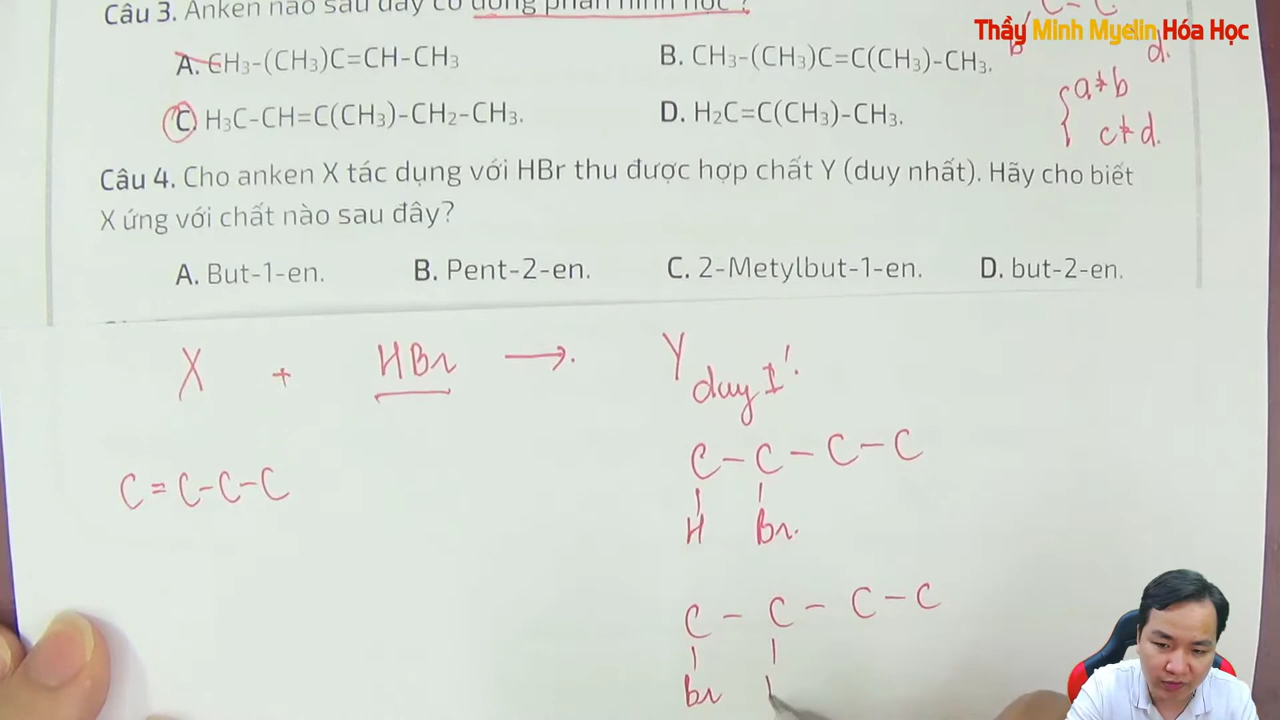 Câu 3. Anken nào sau đây có đồng phân hình học ?
C - C
Thầy Minh Myelin Hóa Học
A. CH3-(CH3)C=CH-CH3 B. CH3-(CH3)C=C(CH3)-CH3.
b d.
C. H3C-CH=C(CH3)-CH2-CH3. D. H2C=C(CH3)-CH3.
a ≠ b
c ≠ d.
Câu 4. Cho anken X tác dụng với HBr thu được hợp chất Y (duy nhất). Hãy cho biết
X ứng với chất nào sau đây?
A. But-1-en. B. Pent-2-en. C. 2-Metylbut-1-en. D. but-2-en.
X + HBr → Y duy 1!
C - C - C - C
C = C - C - C
H Br.
C - C - C - C
Br